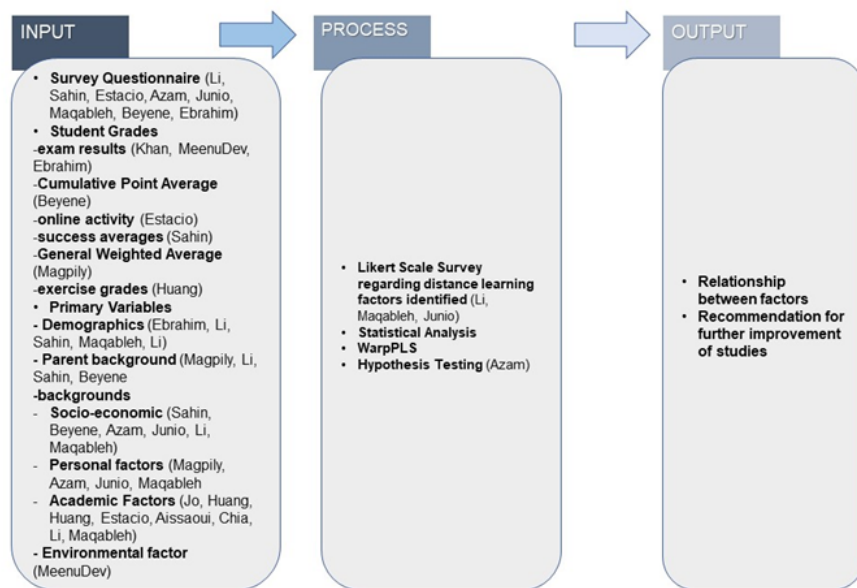 INPUT
• Survey Questionnaire (Li,
Sahin, Estacio, Azam, Junio,
Maqableh, Beyene, Ebrahim)
• Student Grades
-exam results (Khan, MeenuDev,
Ebrahim)
-Cumulative Point Average
(Beyene)
-online activity (Estacio)
-success averages (Sahin)
-General Weighted Average
(Magpily)
-exercise grades (Huang)
• Primary Variables
- Demographics (Ebrahim, Li,
Sahin, Maqableh, Li)
- Parent background (Magpily, Li,
Sahin, Beyene
-backgrounds
- Socio-economic (Sahin,
Beyene, Azam, Junio, Li,
Maqableh)
- Personal factors (Magpily,
Azam, Junio, Maqableh
- Academic Factors (Jo, Huang,
Huang, Estacio, Aissaoui, Chia,
Li, Maqableh)
- Environmental factor
(MeenuDev)
PROCESS
• Likert Scale Survey
regarding distance learning
factors identified (Li,
Maqableh, Junio)
• Statistical Analysis
• WarpPLS
• Hypothesis Testing (Azam)
OUTPUT
• Relationship
between factors
• Recommendation for
further improvement
of studies